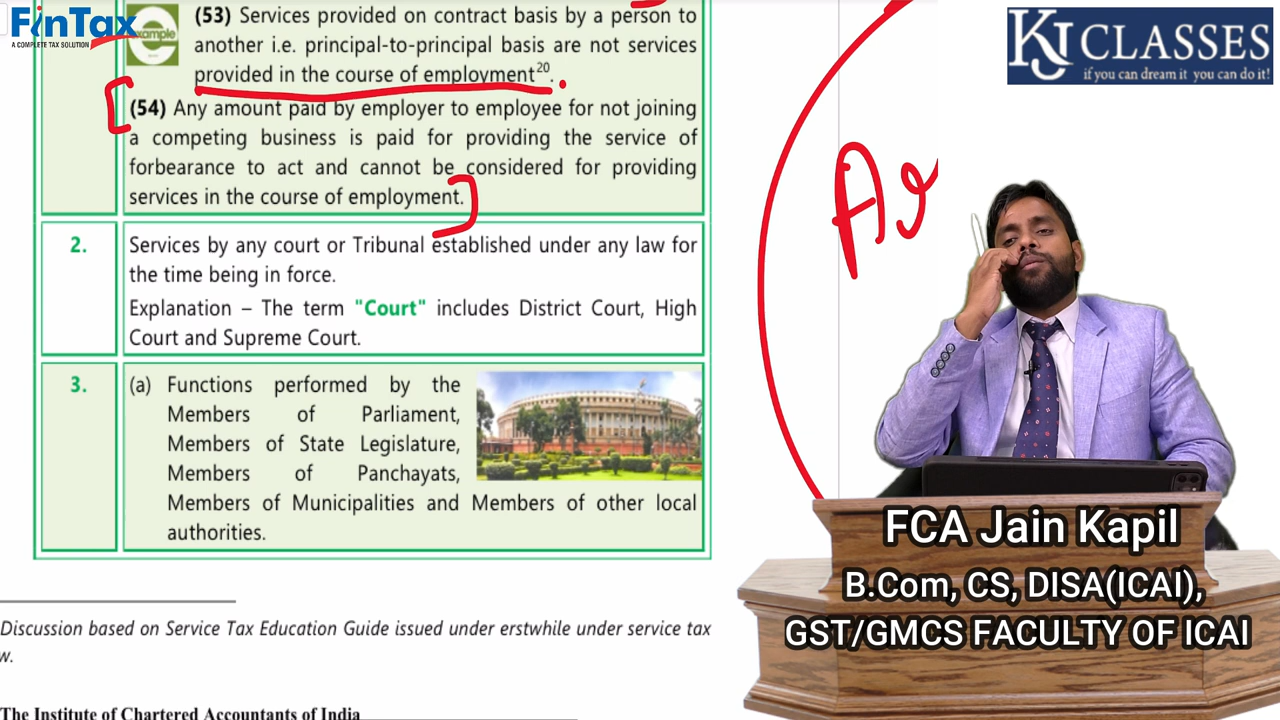 FinTax
A COMPLETE TAX SOLUTION
example
(53) Services provided on contract basis by a person to
another i.e. principal-to-principal basis are not services
provided in the course of employment20.
(54) Any amount paid by employer to employee for not joining
a competing business is paid for providing the service of
forbearance to act and cannot be considered for providing
services in the course of employment.
2.
Services by any court or Tribunal established under any law for
the time being in force.
Explanation – The term "Court" includes District Court, High
Court and Supreme Court.
3.
(a) Functions performed by the
Members of Parliament,
Members of State Legislature,
Members of Panchayats,
Members of Municipalities and Members of other local
authorities.
Discussion based on Service Tax Education Guide issued under erstwhile under service tax
w.
The Institute of Chartered Accountants of India
KJ CLASSES
if you can dream it you can do it!
FCA Jain Kapil
B.Com, CS, DISA(ICAI),
GST/GMCS FACULTY OF ICAI